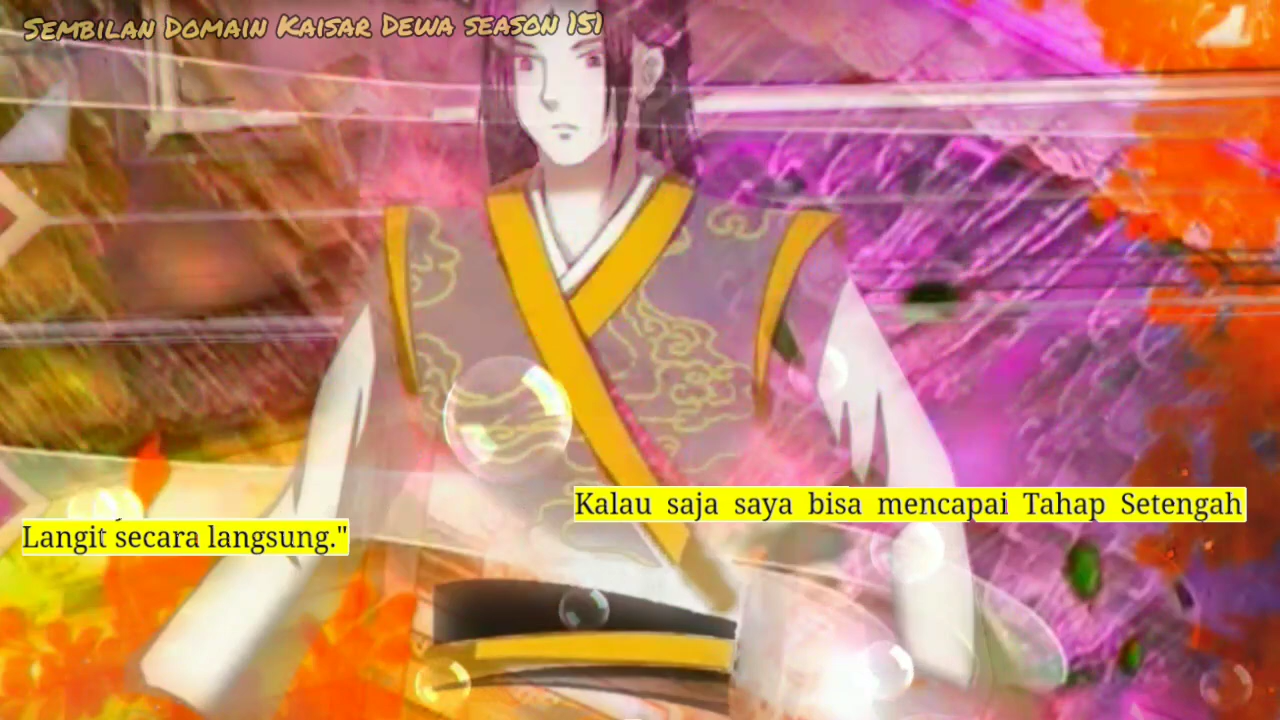 Sembilan Domain Kaisar Dewa season 151
Kalau saja saya bisa mencapai Tahap Setengah
Langit secara langsung."